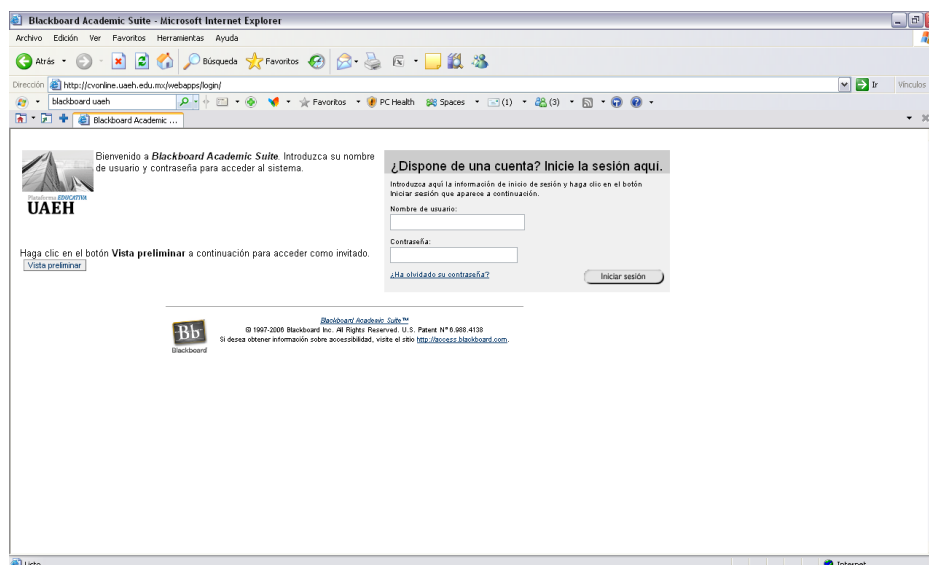 Blackboard Academic Suite - Microsoft Internet Explorer
Archivo Edición Ver Favoritos Herramientas Ayuda
Atrás Búsqueda Favoritos
Dirección http://cvonline.uaeh.edu.mx/webapps/login/ Ir Vínculos
blackboard uaeh Favoritos PC Health Spaces (1) (3)
Blackboard Academic ...
Bienvenido a Blackboard Academic Suite. Introduzca su nombre
de usuario y contraseña para acceder al sistema.
Plataforma EDUCATIVA
UAEH
Haga clic en el botón Vista preliminar a continuación para acceder como invitado.
Vista preliminar
¿Dispone de una cuenta? Inicie la sesión aquí.
Introduzca aquí la información de inicio de sesión y haga clic en el botón
Iniciar sesión que aparece a continuación.
Nombre de usuario:
Contraseña:
¿Ha olvidado su contraseña?
Iniciar sesión
Bb
Blackboard
Blackboard Academic Suite™
© 1997-2006 Blackboard Inc. All Rights Reserved. U.S. Patent N° 6.988.4138
Si desea obtener información sobre accessibilidad, visite el sitio http://access.blackboard.com.
Listo Internet